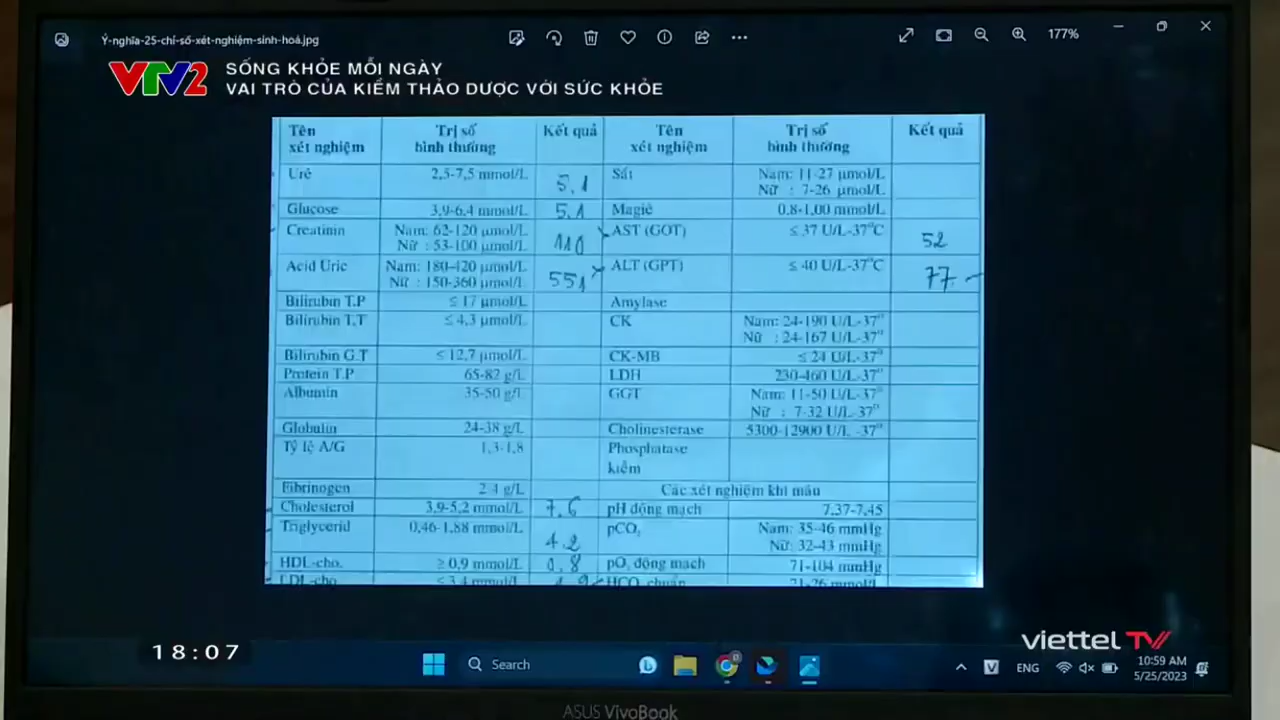 Ý-nghĩa-25-chỉ-số-xét-nghiệm-sinh-hoá.jpg
177%
VTV2
SỐNG KHỎE MỖI NGÀY
VAI TRÒ CỦA KIỀM THẢO DƯỢC VỚI SỨC KHỎE
Tên xét nghiệm Trị số bình thường Kết quả Tên xét nghiệm Trị số bình thường Kết quả
Urê 2,5-7,5 mmol/L 5,1 Sắt Nam: 11-27 µmol/L
Nữ : 7-26 µmol/L
Glucose 3,9-6,4 mmol/L 5,1 Magiê 0,8-1,00 mmol/L
Creatinin Nam: 62-120 µmol/L 110 AST (GOT) ≤ 37 U/L-37°C 52
Nữ : 53-100 µmol/L
Acid Uric Nam: 180-420 µmol/L 551 ALT (GPT) ≤ 40 U/L-37°C 77
Nữ : 150-360 µmol/L
Bilirubin T.P ≤ 17 µmol/L Amylase
Bilirubin T.T ≤ 4,3 µmol/L CK Nam: 24-190 U/L-37°
Nữ : 24-167 U/L-37°
Bilirubin G.T ≤ 12,7 µmol/L CK-MB ≤ 24 U/L-37°
Protein T.P 65-82 g/L LDH 230-460 U/L-37°
Albumin 35-50 g/L GGT Nam: 11-50 U/L-37°
Nữ : 7-32 U/L-37°
Globulin 24-38 g/L Cholinesterase 5300-12900 U/L-37°
Tỷ lệ A/G 1,3-1,8 Phosphatase kiềm
Fibrinogen 2-4 g/L Các xét nghiệm khí máu
Cholesterol 3,9-5,2 mmol/L 7,6 pH động mạch 7,37-7,45
Triglycerid 0,46-1,88 mmol/L 4.2 pCO₂ Nam: 35-46 mmHg
Nữ: 32-43 mmHg
HDL-cho. ≥ 0,9 mmol/L 0,8 pO₂ động mạch 71-104 mmHg
LDL-cho ≤ 3,4 mmol/L HCO₃ chuẩn 21-26 mmol/L
18:07
viettel TV
Search
V ENG
10:59 AM
5/25/2023
ASUS VivoBook